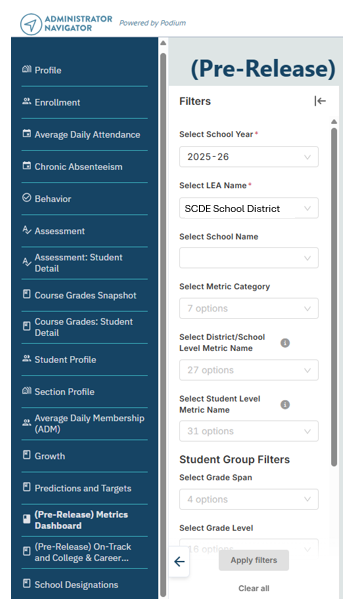 ADMINISTRATOR
NAVIGATOR
Powered by Podium
Profile
Enrollment
Average Daily Attendance
Chronic Absenteeism
Behavior
Assessment
Assessment: Student
Detail
Course Grades Snapshot
Course Grades: Student
Detail
Student Profile
Section Profile
Average Daily Membership
(ADM)
Growth
Predictions and Targets
(Pre-Release) Metrics
Dashboard
(Pre-Release) On-Track
and College & Career...
School Designations
(Pre-Release)
Filters
Select School Year *
2025-26
Select LEA Name *
SCDE School District
Select School Name
Select Metric Category
7 options
Select District/School
Level Metric Name
27 options
Select Student Level
Metric Name
31 options
Student Group Filters
Select Grade Span
4 options
Select Grade Level
18 options
Apply filters
Clear all